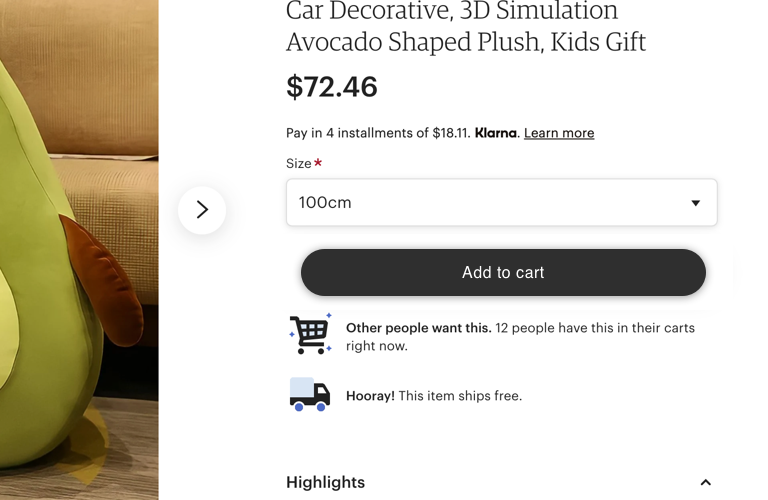 Car Decorative, 3D Simulation
Avocado Shaped Plush, Kids Gift
$72.46
Pay in 4 installments of $18.11. Klarna. Learn more
Size *
100cm
Add to cart
Other people want this. 12 people have this in their carts
right now.
Hooray! This item ships free.
Highlights